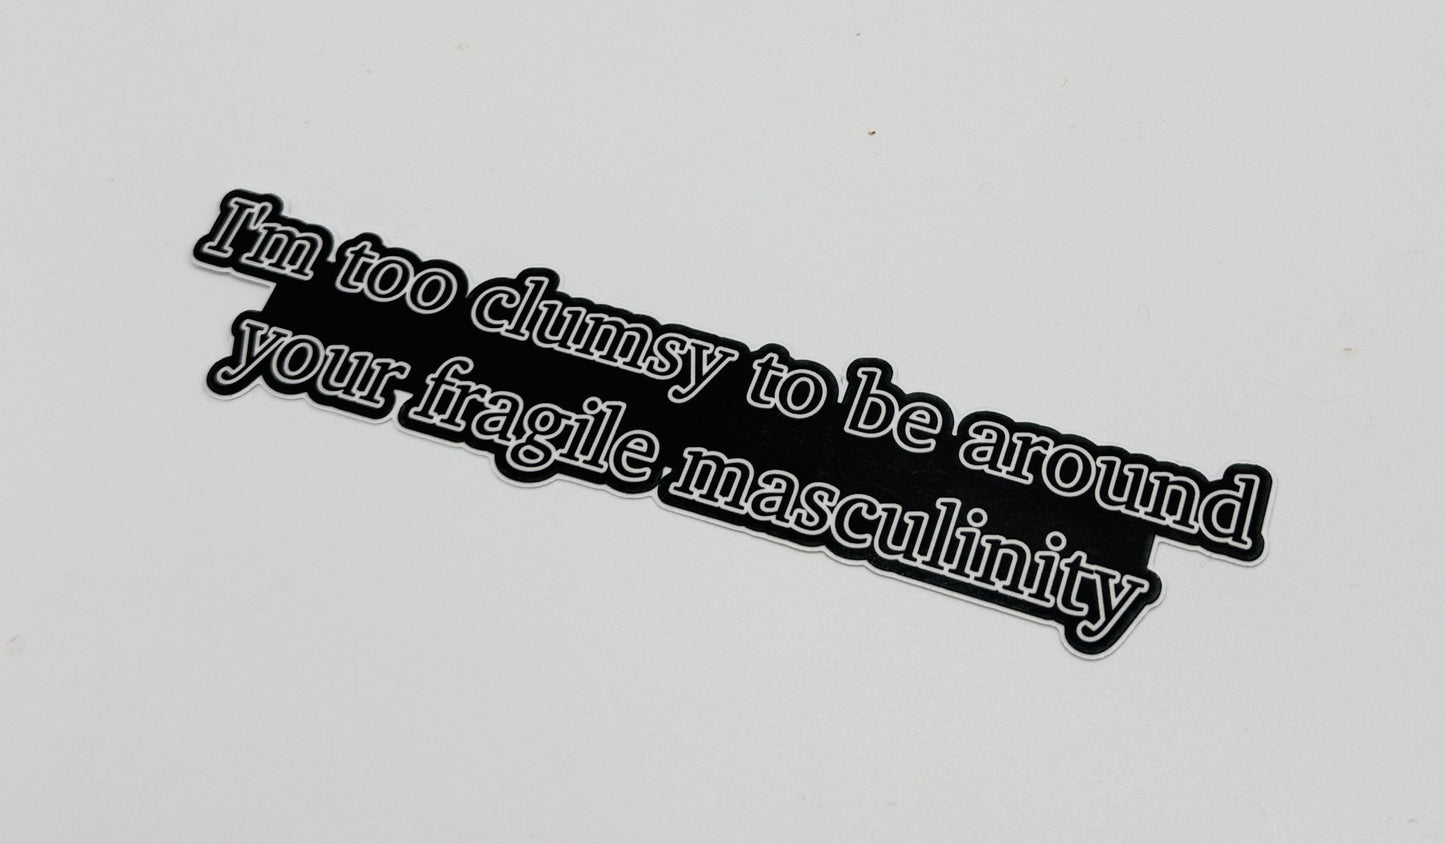 I'm too clumsy to be around
your fragile masculinity